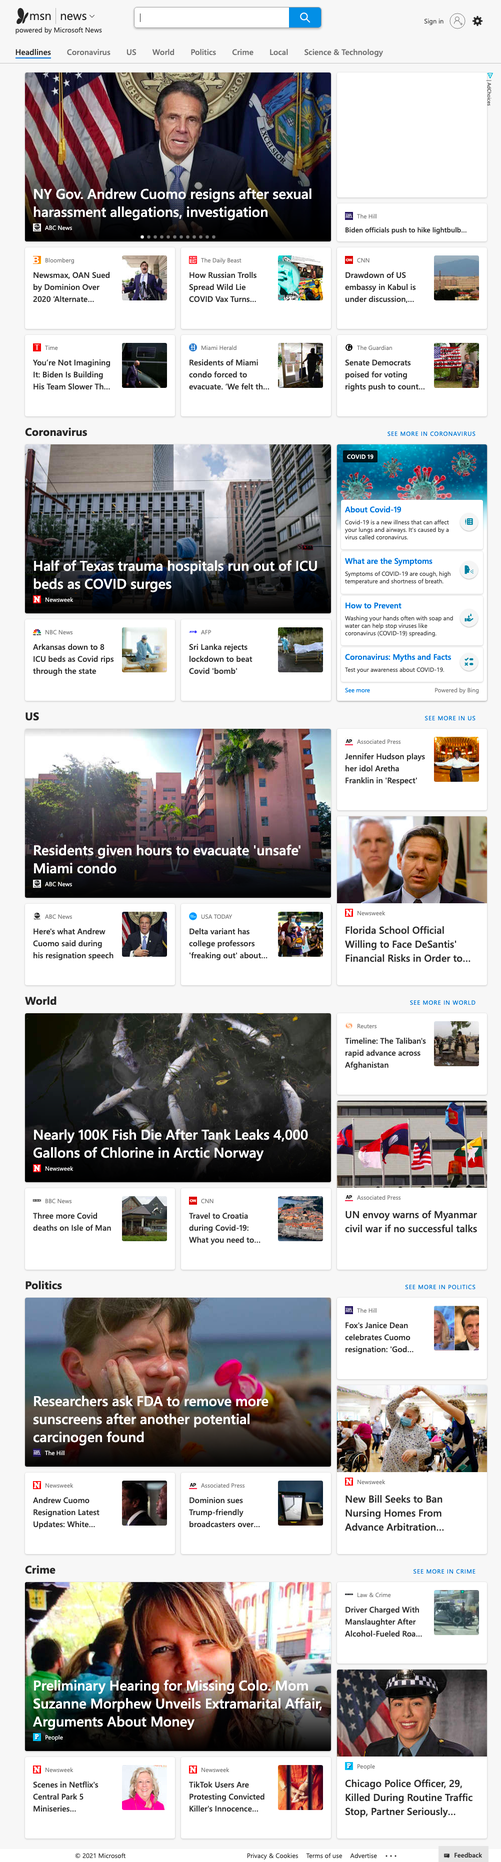 msn news
powered by Microsoft News
Sign in
Headlines Coronavirus US World Politics Crime Local Science & Technology
NY Gov. Andrew Cuomo resigns after sexual
harassment allegations, investigation
ABC News
AdChoices
The Hill
Biden officials push to hike lightbulb...
Bloomberg
Newsmax, OAN Sued
by Dominion Over
2020 'Alternate...
The Daily Beast
How Russian Trolls
Spread Wild Lie
COVID Vax Turns...
CNN
Drawdown of US
embassy in Kabul is
under discussion,...
Time
You're Not Imagining
It: Biden Is Building
His Team Slower Th...
Miami Herald
Residents of Miami
condo forced to
evacuate. 'We felt th...
The Guardian
Senate Democrats
poised for voting
rights push to count...
Coronavirus
SEE MORE IN CORONAVIRUS
Half of Texas trauma hospitals run out of ICU
beds as COVID surges
Newsweek
COVID 19
About Covid-19
Covid-19 is a new illness that can affect
your lungs and airways. It's caused by a
virus called coronavirus.
What are the Symptoms
Symptoms of COVID-19 are cough, high
temperature and shortness of breath.
How to Prevent
Washing your hands often with soap and
water can help stop viruses like
coronavirus (COVID-19) spreading.
Coronavirus: Myths and Facts
Test your awareness about COVID-19.
See more
Powered by Bing
NBC News
Arkansas down to 8
ICU beds as Covid rips
through the state
AFP
Sri Lanka rejects
lockdown to beat
Covid 'bomb'
US
SEE MORE IN US
Residents given hours to evacuate 'unsafe'
Miami condo
ABC News
Associated Press
Jennifer Hudson plays
her idol Aretha
Franklin in 'Respect'
Newsweek
Florida School Official
Willing to Face DeSantis'
Financial Risks in Order to...
ABC News
Here's what Andrew
Cuomo said during
his resignation speech
USA TODAY
Delta variant has
college professors
'freaking out' about...
World
SEE MORE IN WORLD
Nearly 100K Fish Die After Tank Leaks 4,000
Gallons of Chlorine in Arctic Norway
Newsweek
Reuters
Timeline: The Taliban's
rapid advance across
Afghanistan
Associated Press
UN envoy warns of Myanmar
civil war if no successful talks
BBC News
Three more Covid
deaths on Isle of Man
CNN
Travel to Croatia
during Covid-19:
What you need to...
Politics
SEE MORE IN POLITICS
Researchers ask FDA to remove more
sunscreens after another potential
carcinogen found
The Hill
The Hill
Fox's Janice Dean
celebrates Cuomo
resignation: 'God...
Newsweek
New Bill Seeks to Ban
Nursing Homes From
Advance Arbitration...
Newsweek
Andrew Cuomo
Resignation Latest
Updates: White...
Associated Press
Dominion sues
Trump-friendly
broadcasters over...
Crime
SEE MORE IN CRIME
Preliminary Hearing for Missing Colo. Mom
Suzanne Morphew Unveils Extramarital Affair,
Arguments About Money
People
Law & Crime
Driver Charged With
Manslaughter After
Alcohol-Fueled Roa...
People
Chicago Police Officer, 29,
Killed During Routine Traffic
Stop, Partner Seriously...
Newsweek
Scenes in Netflix's
Central Park 5
Miniseries...
Newsweek
TikTok Users Are
Protesting Convicted
Killer's Innocence...
© 2021 Microsoft
Privacy & Cookies Terms of use Advertise ...
Feedback